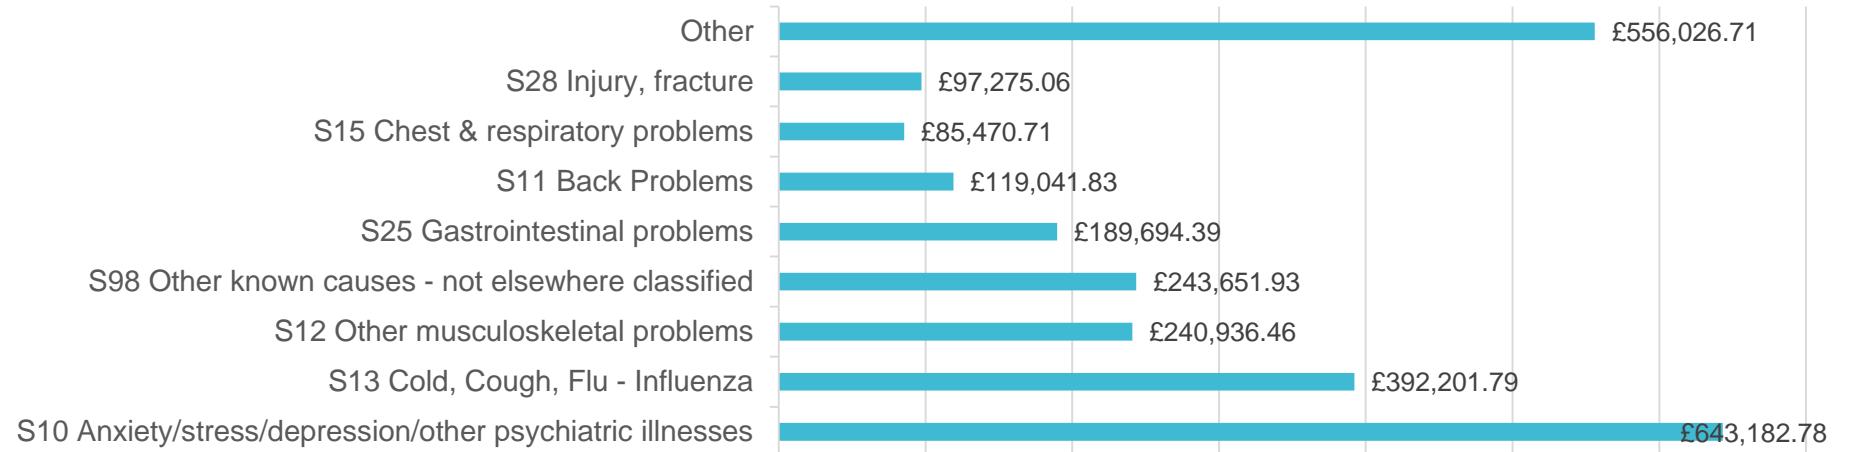 Other £556,026.71
S28 Injury, fracture £97,275.06
S15 Chest & respiratory problems £85,470.71
S11 Back Problems £119,041.83
S25 Gastrointestinal problems £189,694.39
S98 Other known causes - not elsewhere classified £243,651.93
S12 Other musculoskeletal problems £240,936.46
S13 Cold, Cough, Flu - Influenza £392,201.79
S10 Anxiety/stress/depression/other psychiatric illnesses £643,182.78